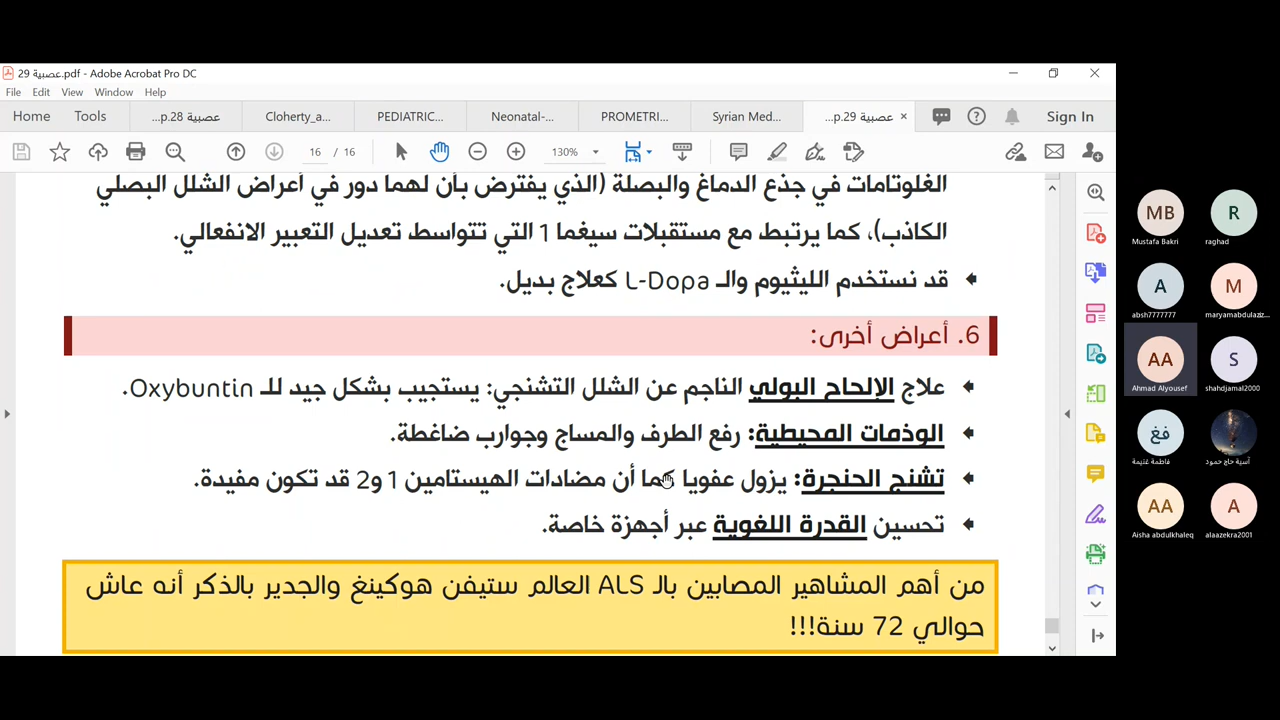 عصبية 29.pdf - Adobe Acrobat Pro DC
File Edit View Window Help
Home Tools عصبية 28.p... Cloherty_a... PEDIATRIC... Neonatal-... PROMETRI... Syrian Med... عصبية 29.p... × Sign In
16 / 16 130%
الغلوتامات في جذع الدماغ والبصلة (الذي يفترض بأن لهما دور في أعراض الشلل البصلي
الكاذب)، كما يرتبط مع مستقبلات سيغما 1 التي تتواسط تعديل التعبير الانفعالي.
قد نستخدم الليثيوم والـ L-Dopa كعلاج بديل.
6. أعراض أخرى:
علاج الإلحاح البولي الناجم عن الشلل التشنجي: يستجيب بشكل جيد للـ Oxybuntin.
الوذمات المحيطية: رفع الطرف والمساج وجوارب ضاغطة.
تشنج الحنجرة: يزول عفويا كما أن مضادات الهيستامين 1 و2 قد تكون مفيدة.
تحسين القدرة اللغوية عبر أجهزة خاصة.
من أهم المشاهير المصابين بالـ ALS العالم ستيفن هوكينغ والجدير بالذكر أنه عاش
حوالي 72 سنة!!!
MB R
Mustafa Bakri raghad
A M
absh7777777 maryamabdulaziz...
AA S
Ahmad Alyousef shahdjamal2000
فغ
فاطمة غنيمة آسية حاج حمود
AA A
Aisha abdulkhaleq alaazekra2001